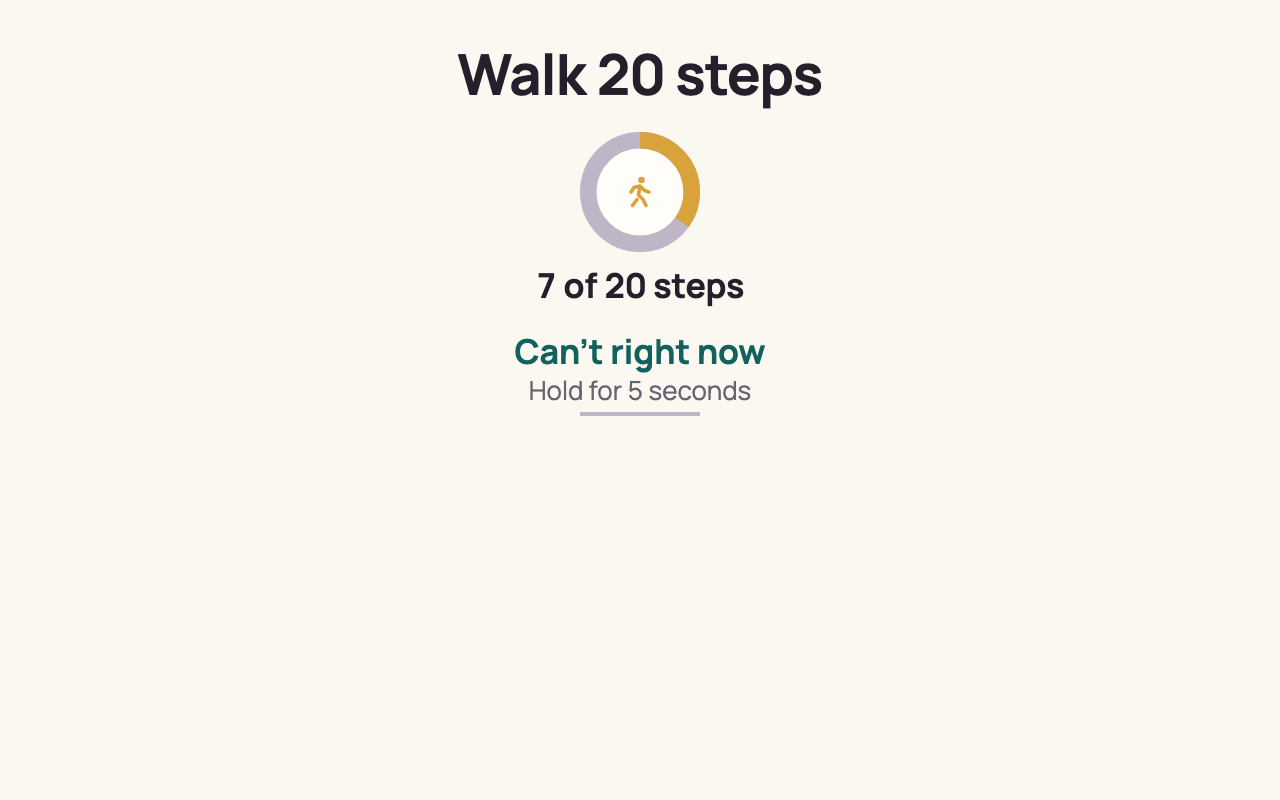 Walk 20 steps
7 of 20 steps
Can’t right now
Hold for 5 seconds